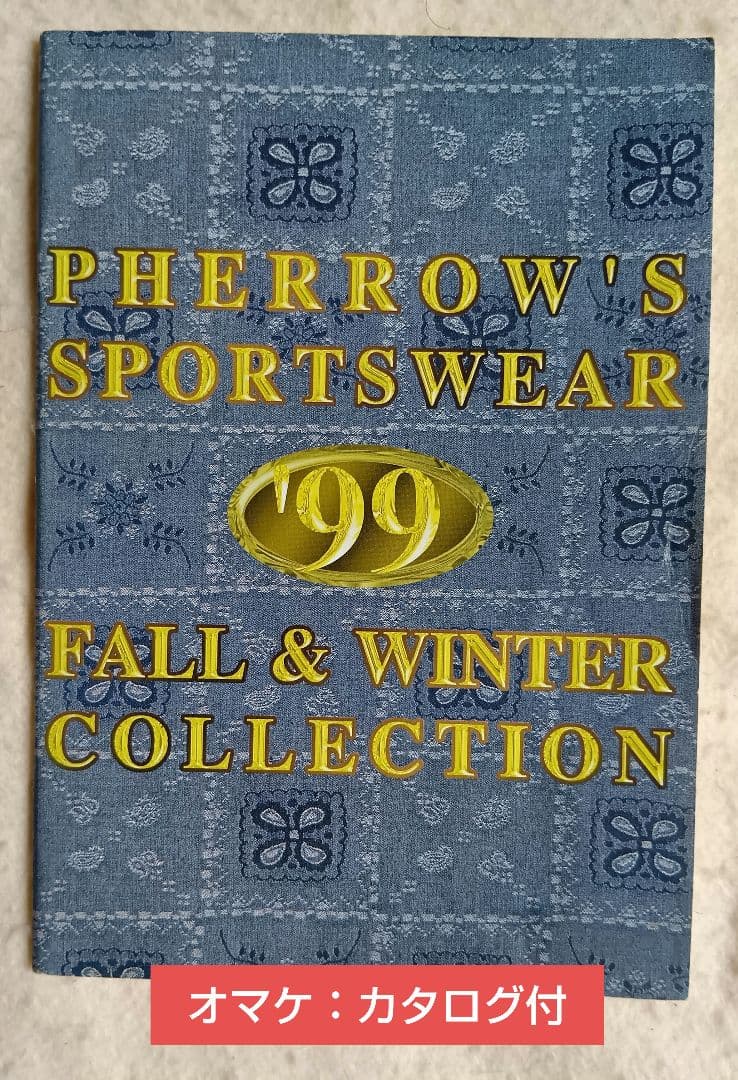 PHERROW'S
SPORTSWEAR
'99
FALL & WINTER
COLLECTION
オマケ：カタログ付